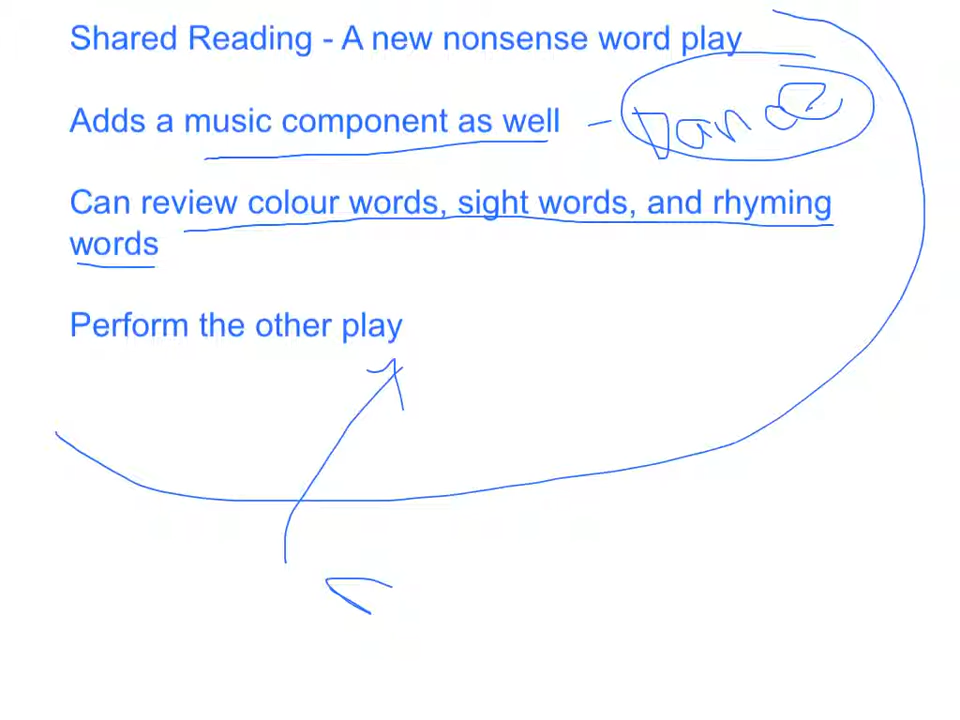 Shared Reading - A new nonsense word play
Adds a music component as well -
Can review colour words, sight words, and rhyming
words
Perform the other play